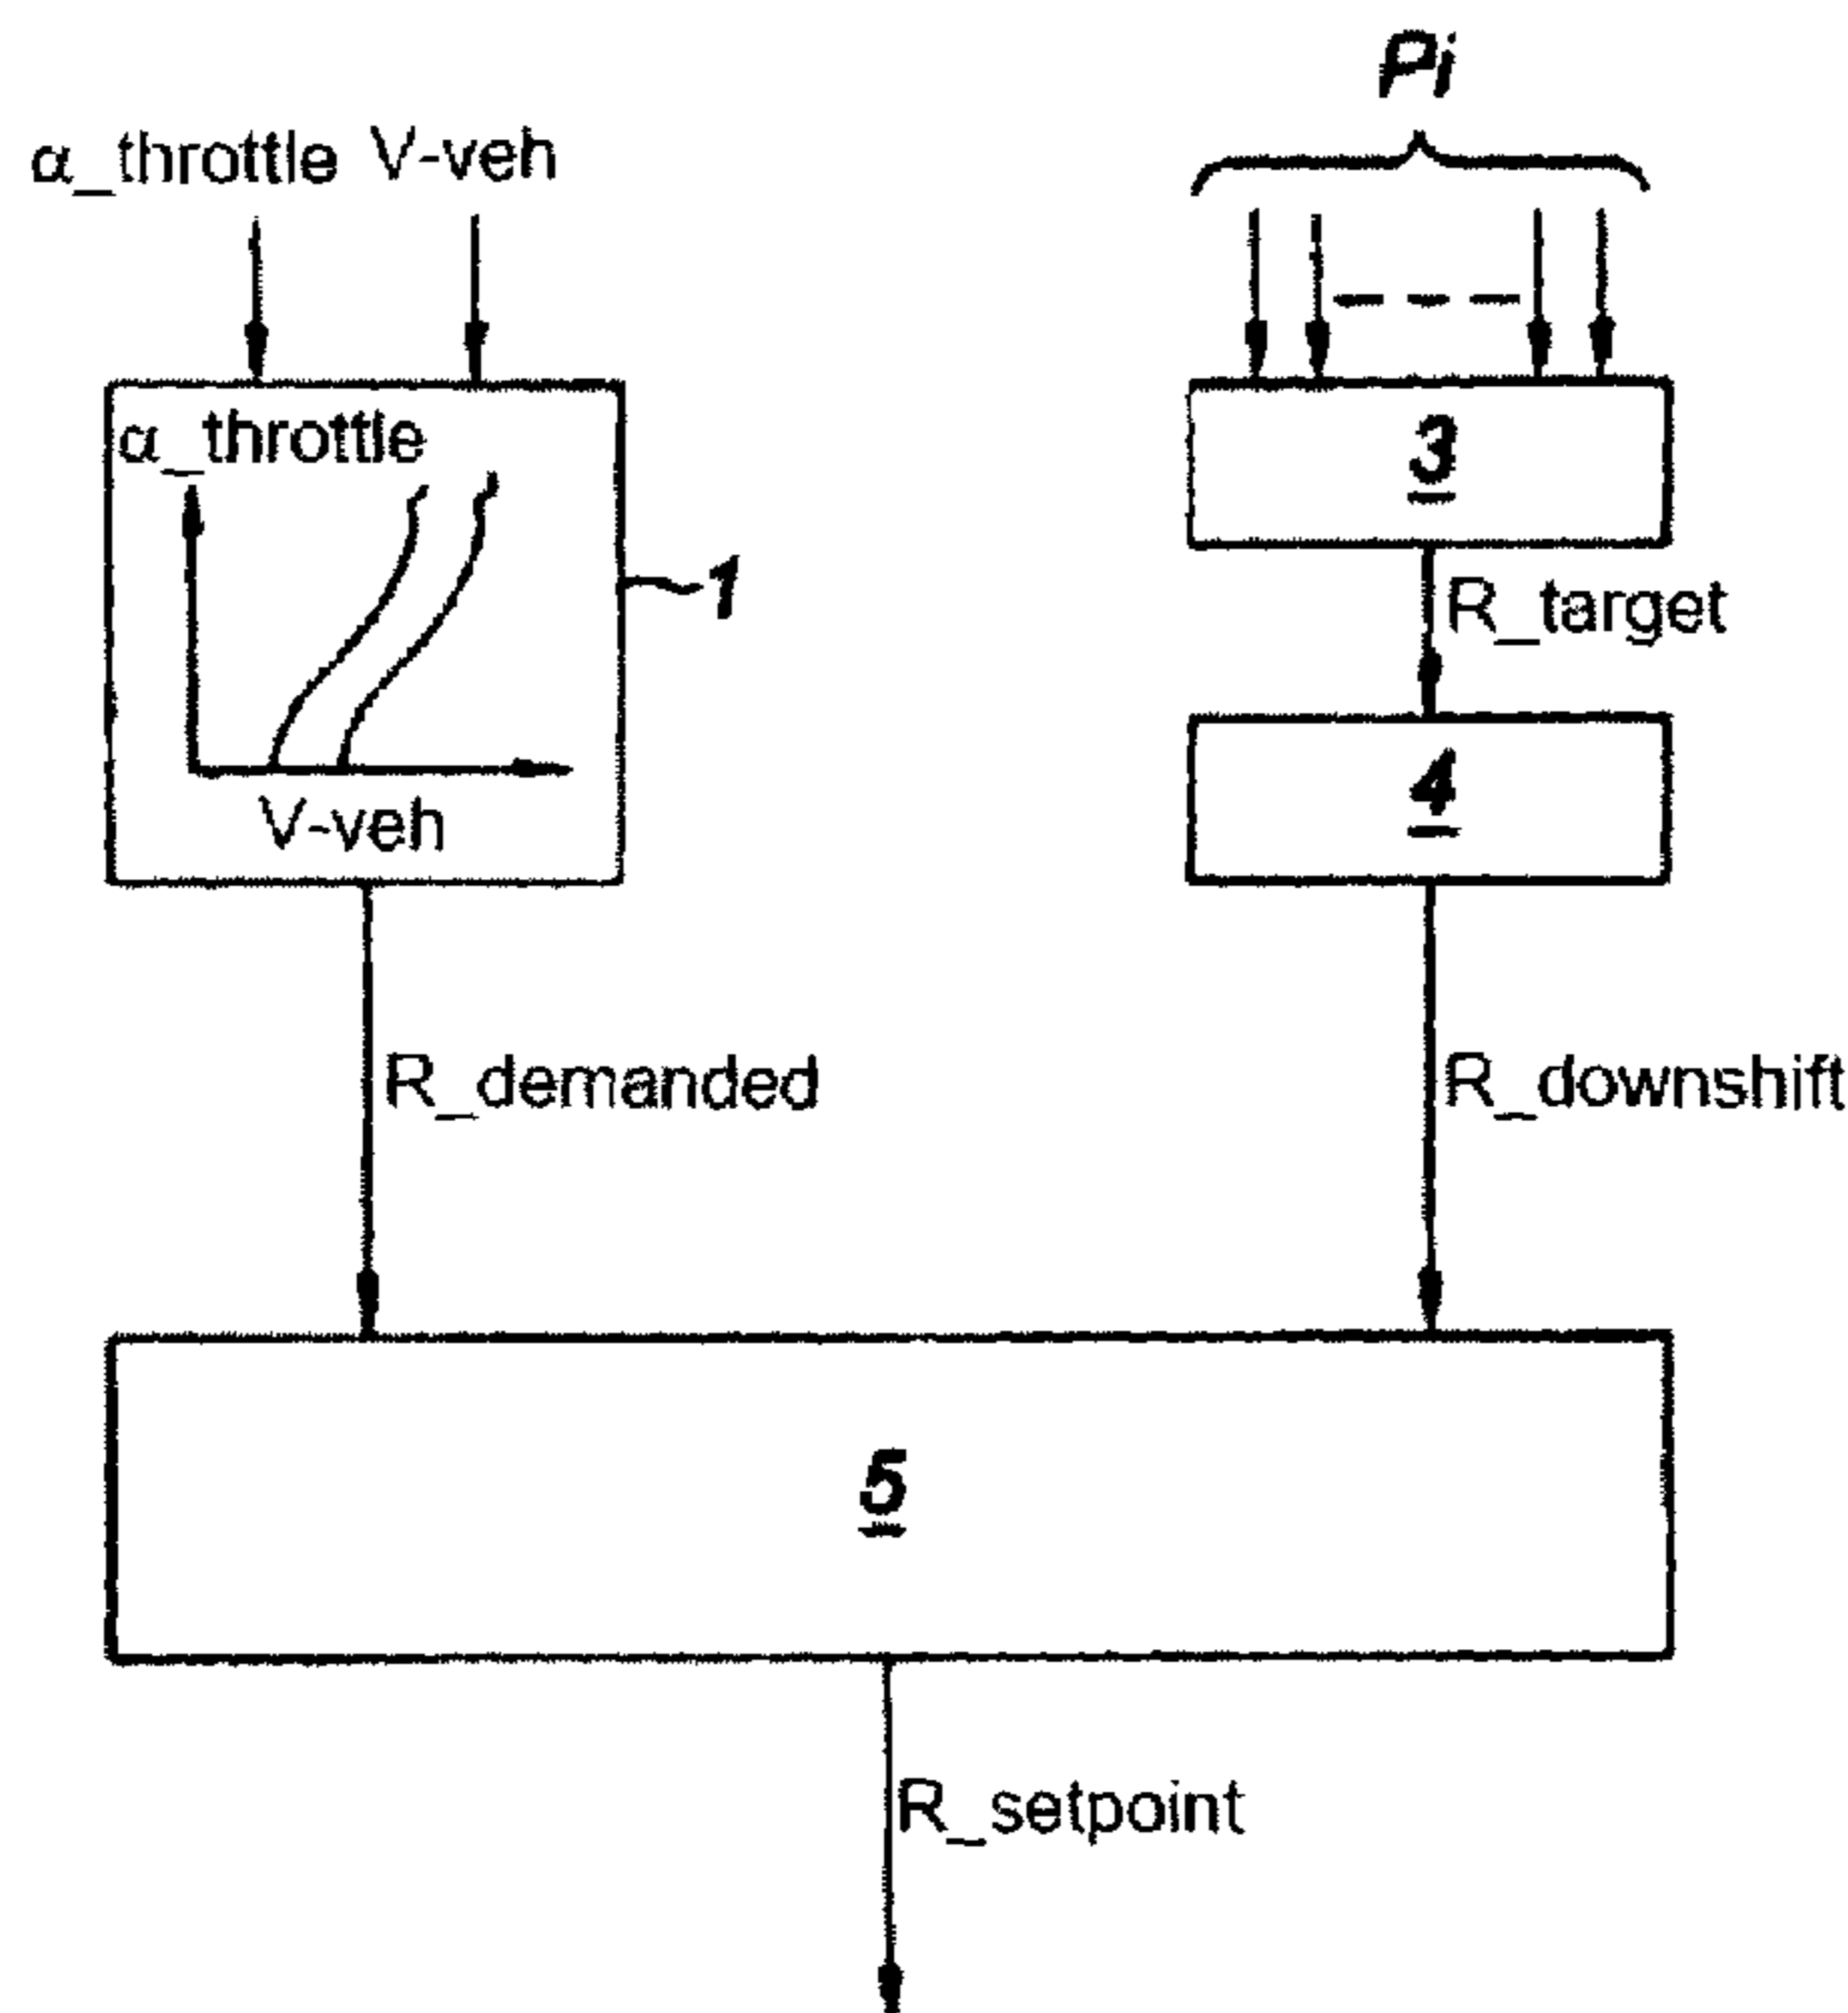 Pi
α_throttle V-veh
α_throttle
3
1
R_target
V-veh
4
R_demanded
R_downshift
5
R_setpoint